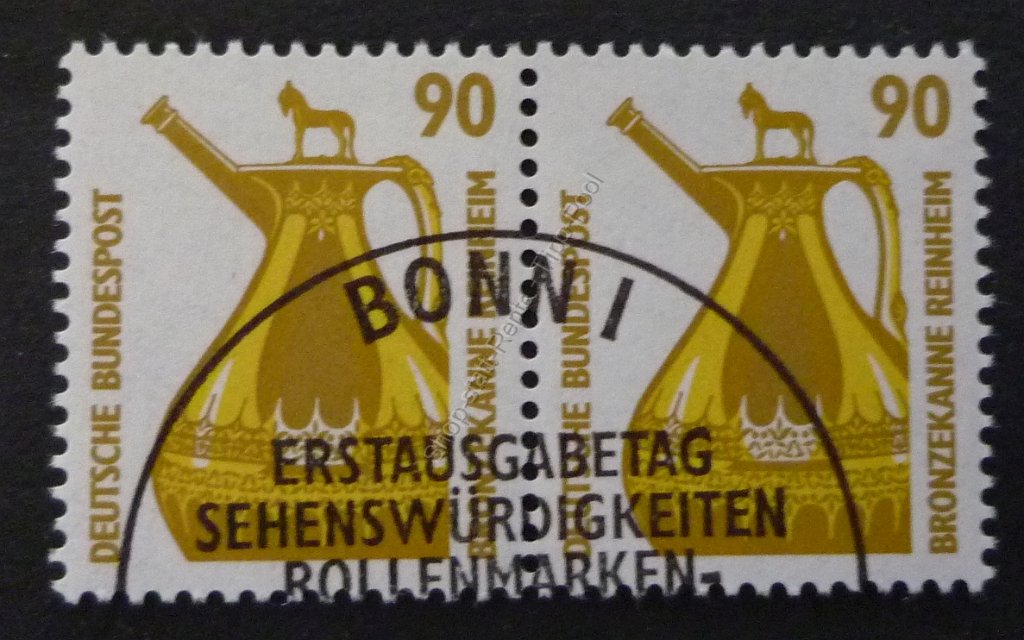 90
DEUTSCHE BUNDESPOST
BRONZEKANNE REINHEIM
90
DEUTSCHE BUNDESPOST
BRONZEKANNE REINHEIM
BONN 1
ERSTAUSGABETAG
SEHENSWÜRDIGKEITEN
ROLLENMARKEN-